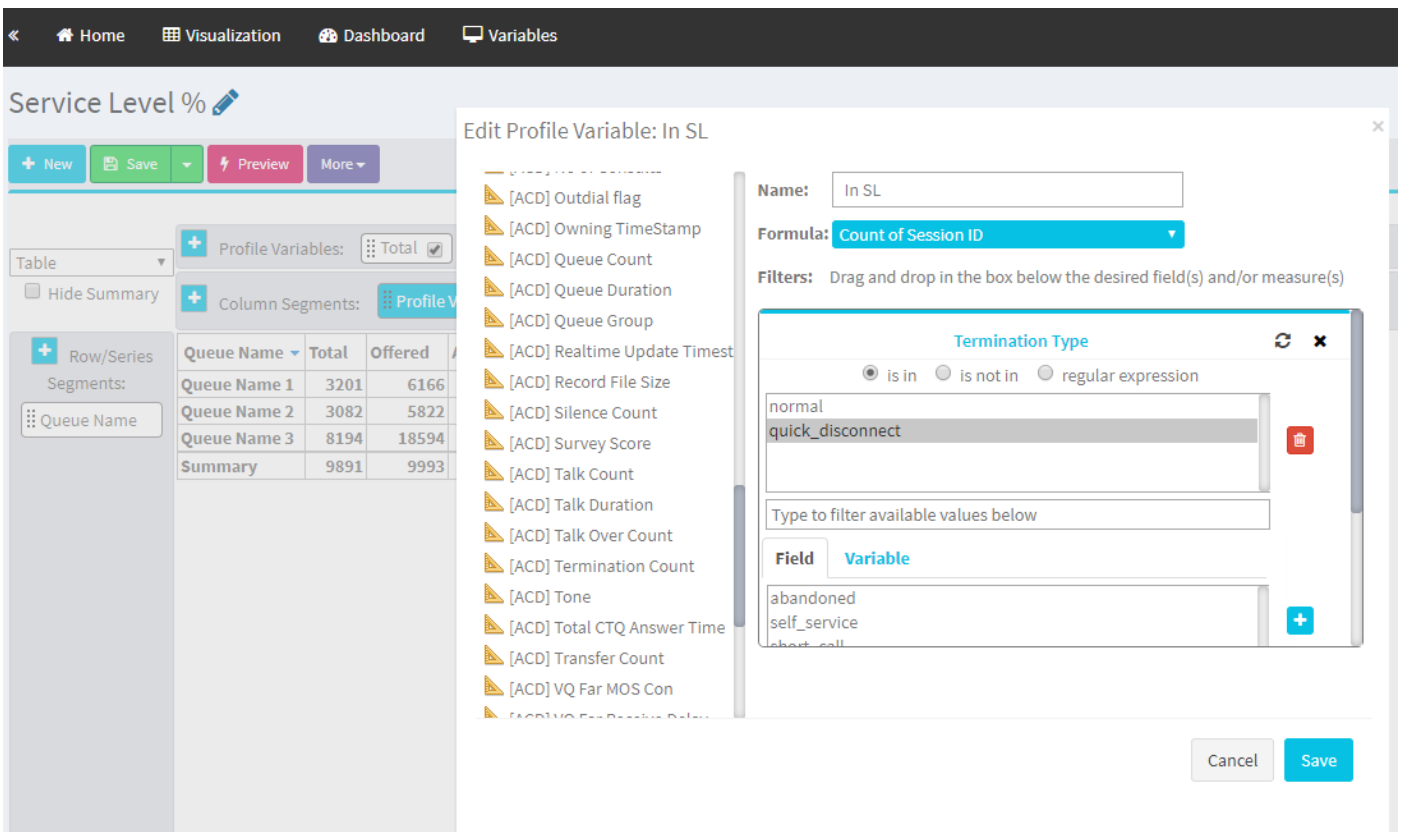 « Home Visualization Dashboard Variables
Service Level %
New Save Preview More
Table
Hide Summary
Row/Series
Segments:
Queue Name
Profile Variables: Total
Column Segments: Profile V
Queue Name Total Offered
Queue Name 1 3201 6166
Queue Name 2 3082 5822
Queue Name 3 8194 18594
Summary 9891 9993
Edit Profile Variable: In SL ×
[ACD] Outdial flag
[ACD] Owning TimeStamp
[ACD] Queue Count
[ACD] Queue Duration
[ACD] Queue Group
[ACD] Realtime Update Timest
[ACD] Record File Size
[ACD] Silence Count
[ACD] Survey Score
[ACD] Talk Count
[ACD] Talk Duration
[ACD] Talk Over Count
[ACD] Termination Count
[ACD] Tone
[ACD] Total CTQ Answer Time
[ACD] Transfer Count
[ACD] VQ Far MOS Con
Name: In SL
Formula: Count of Session ID
Filters: Drag and drop in the box below the desired field(s) and/or measure(s)
Termination Type
is in is not in regular expression
normal
quick_disconnect
Type to filter available values below
Field Variable
abandoned
self_service
short_call
Cancel Save